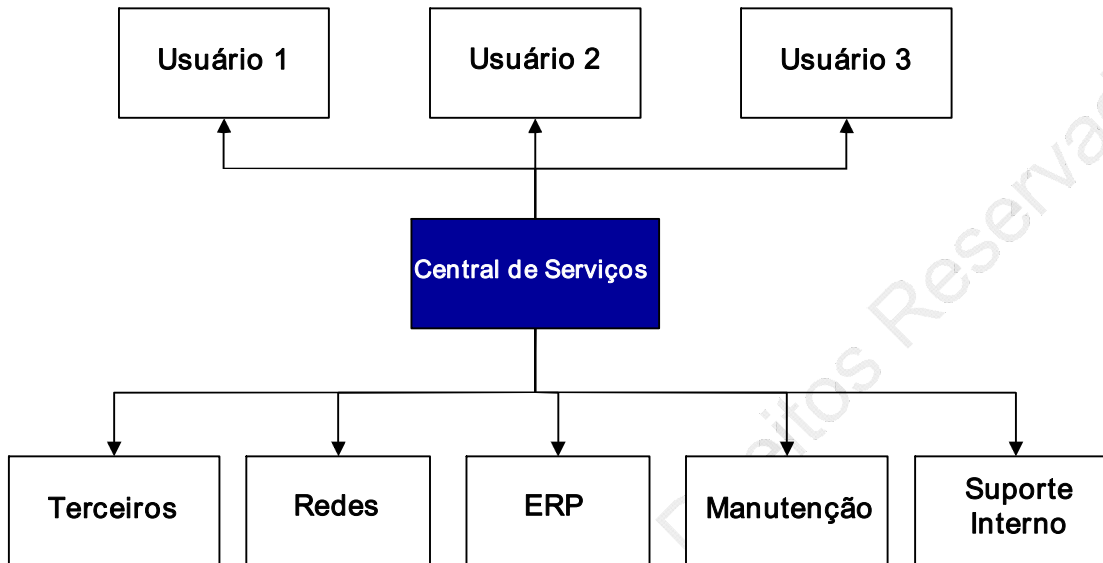 Usuário 1
Usuário 2
Usuário 3
Central de Serviços
Terceiros
Redes
ERP
Manutenção
Suporte
Interno